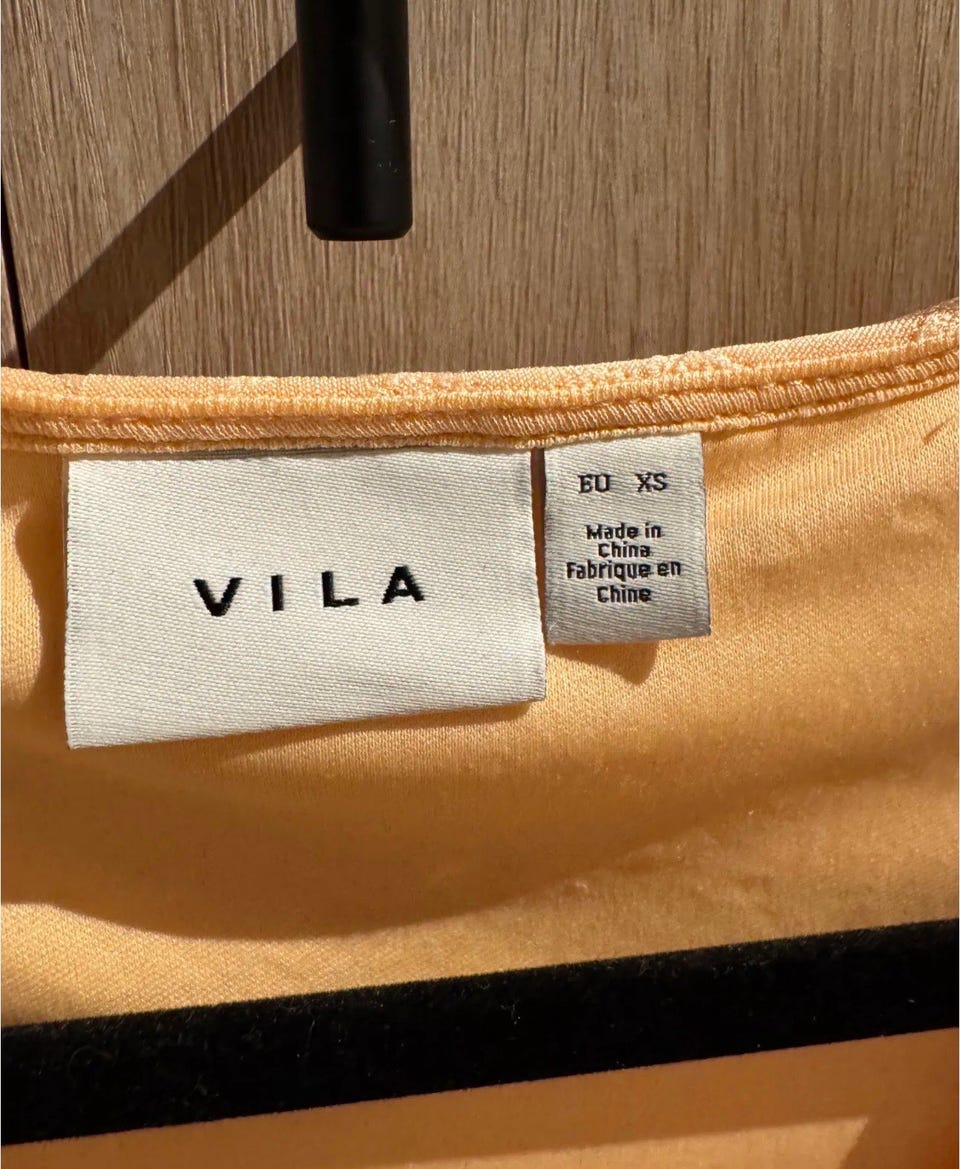 VILA
EU XS
Made in
China
Fabrique en
Chine